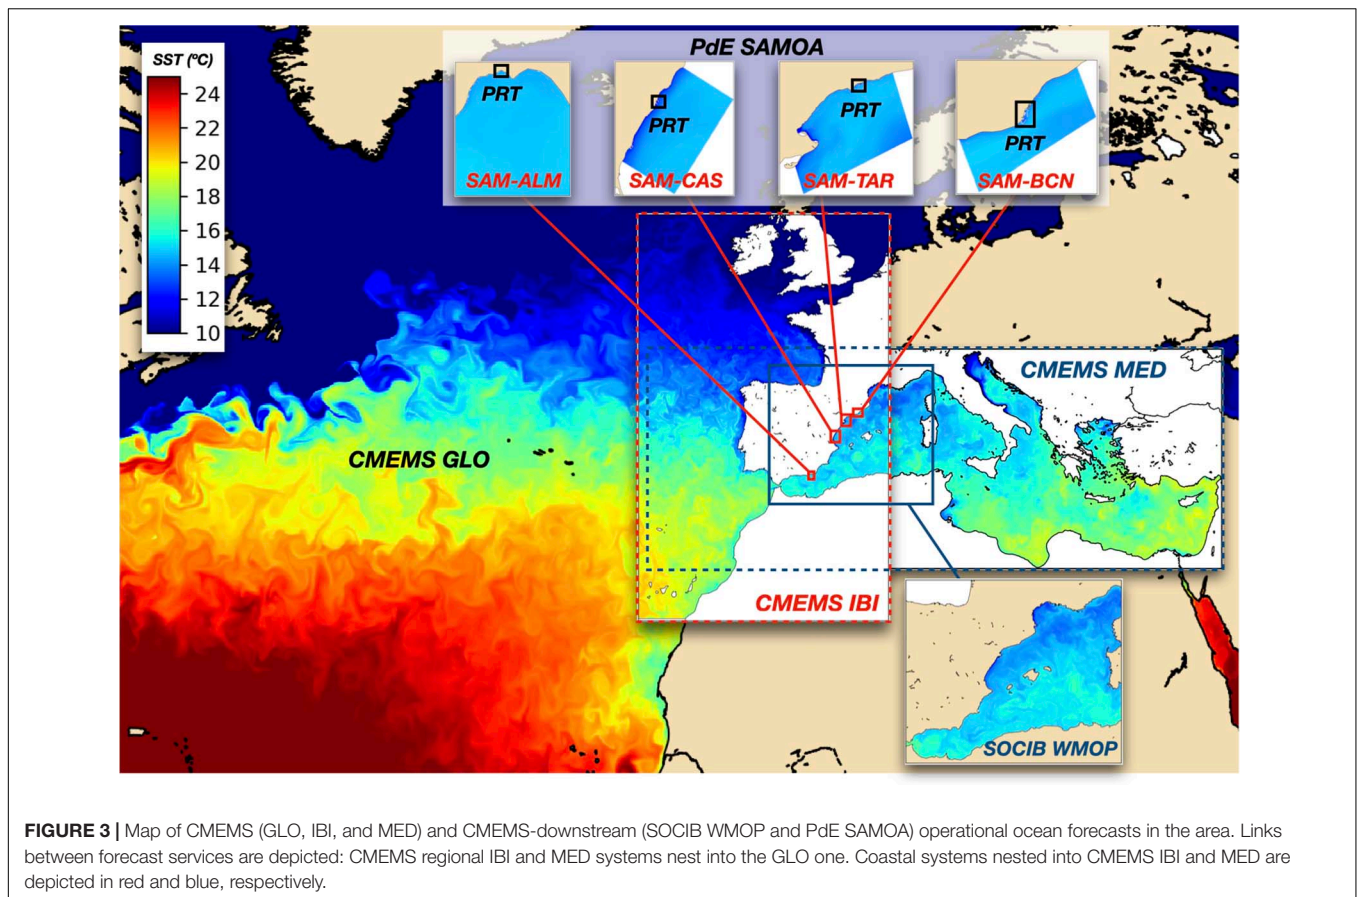 PdE SAMOA
SST (ºC)
24
22
20
18
16
14
12
10
PRT
SAM-ALM
PRT
SAM-CAS
PRT
SAM-TAR
PRT
SAM-BCN
CMEMS MED
CMEMS GLO
CMEMS IBI
SOCIB WMOP
FIGURE 3 | Map of CMEMS (GLO, IBI, and MED) and CMEMS-downstream (SOCIB WMOP and PdE SAMOA) operational ocean forecasts in the area. Links
between forecast services are depicted: CMEMS regional IBI and MED systems nest into the GLO one. Coastal systems nested into CMEMS IBI and MED are
depicted in red and blue, respectively.